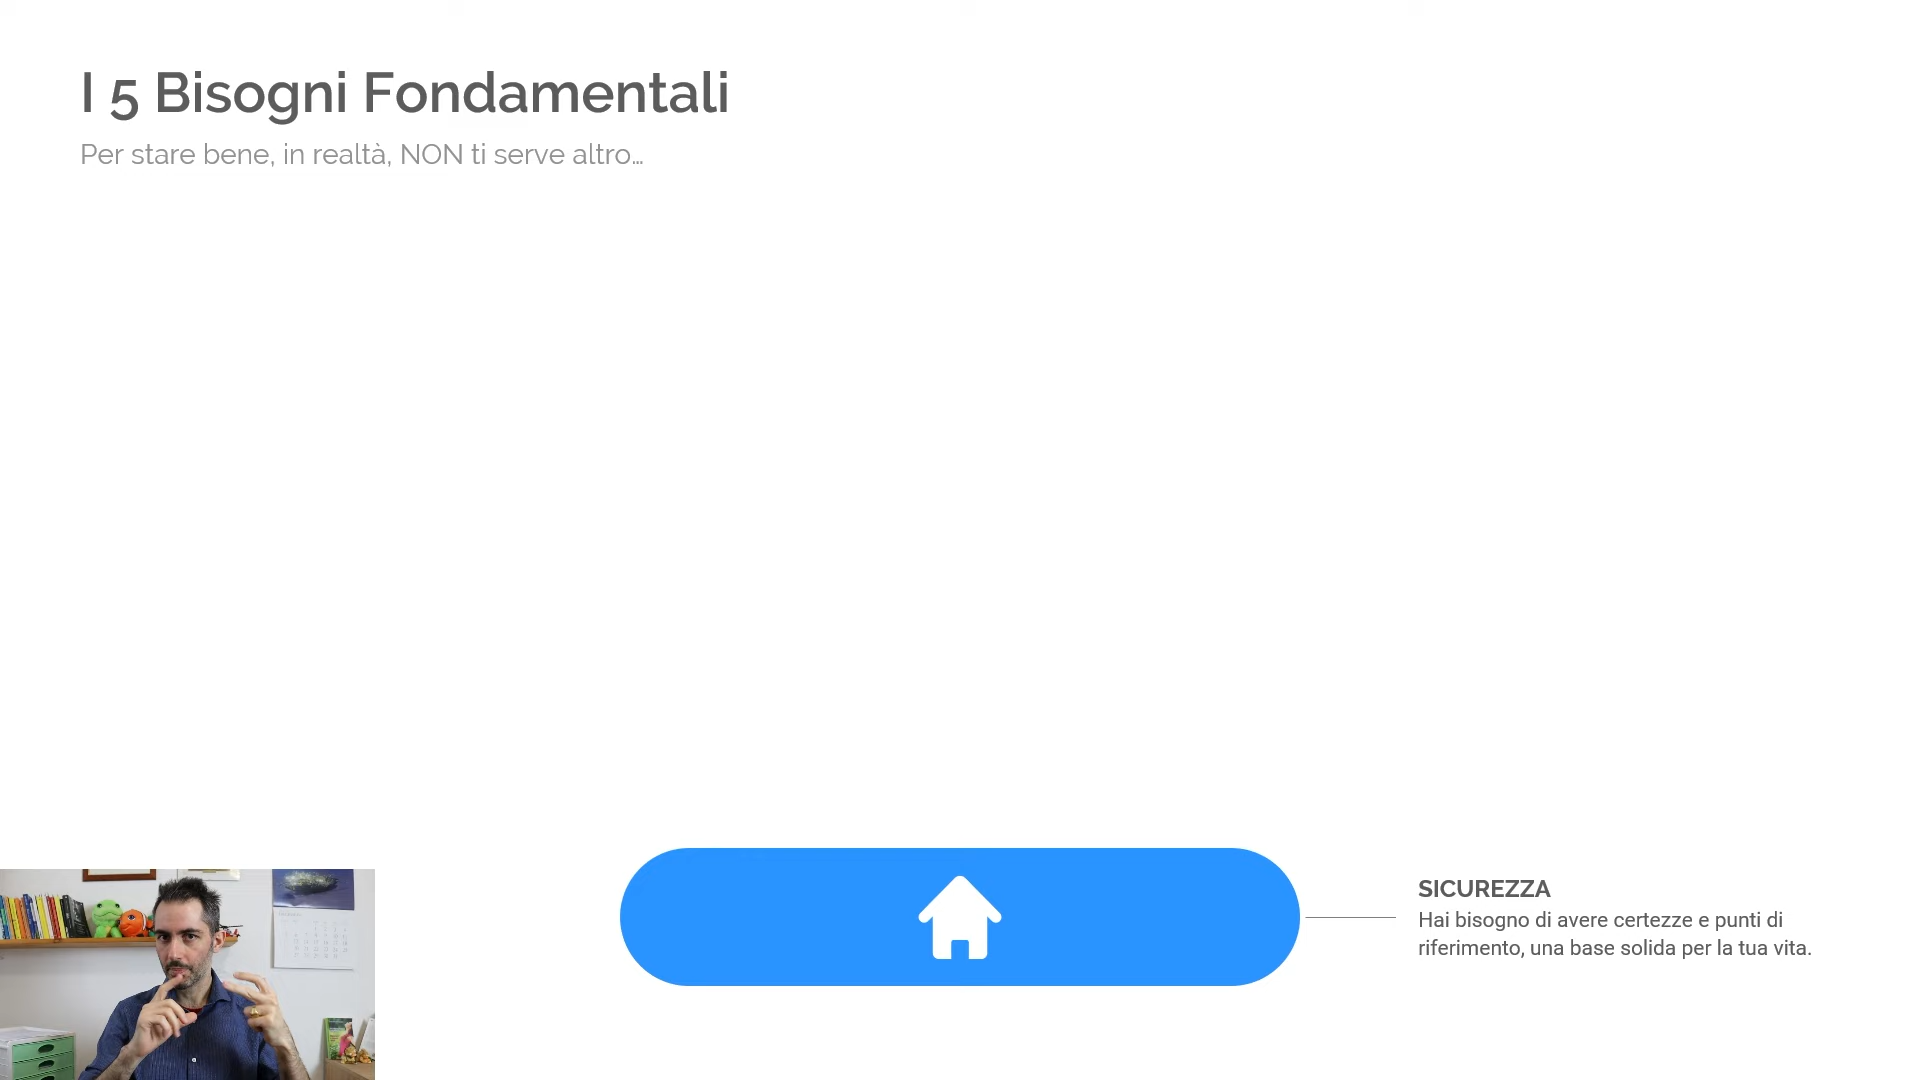 I 5 Bisogni Fondamentali
Per stare bene, in realtà, NON ti serve altro...
SICUREZZA
Hai bisogno di avere certezze e punti di
riferimento, una base solida per la tua vita.